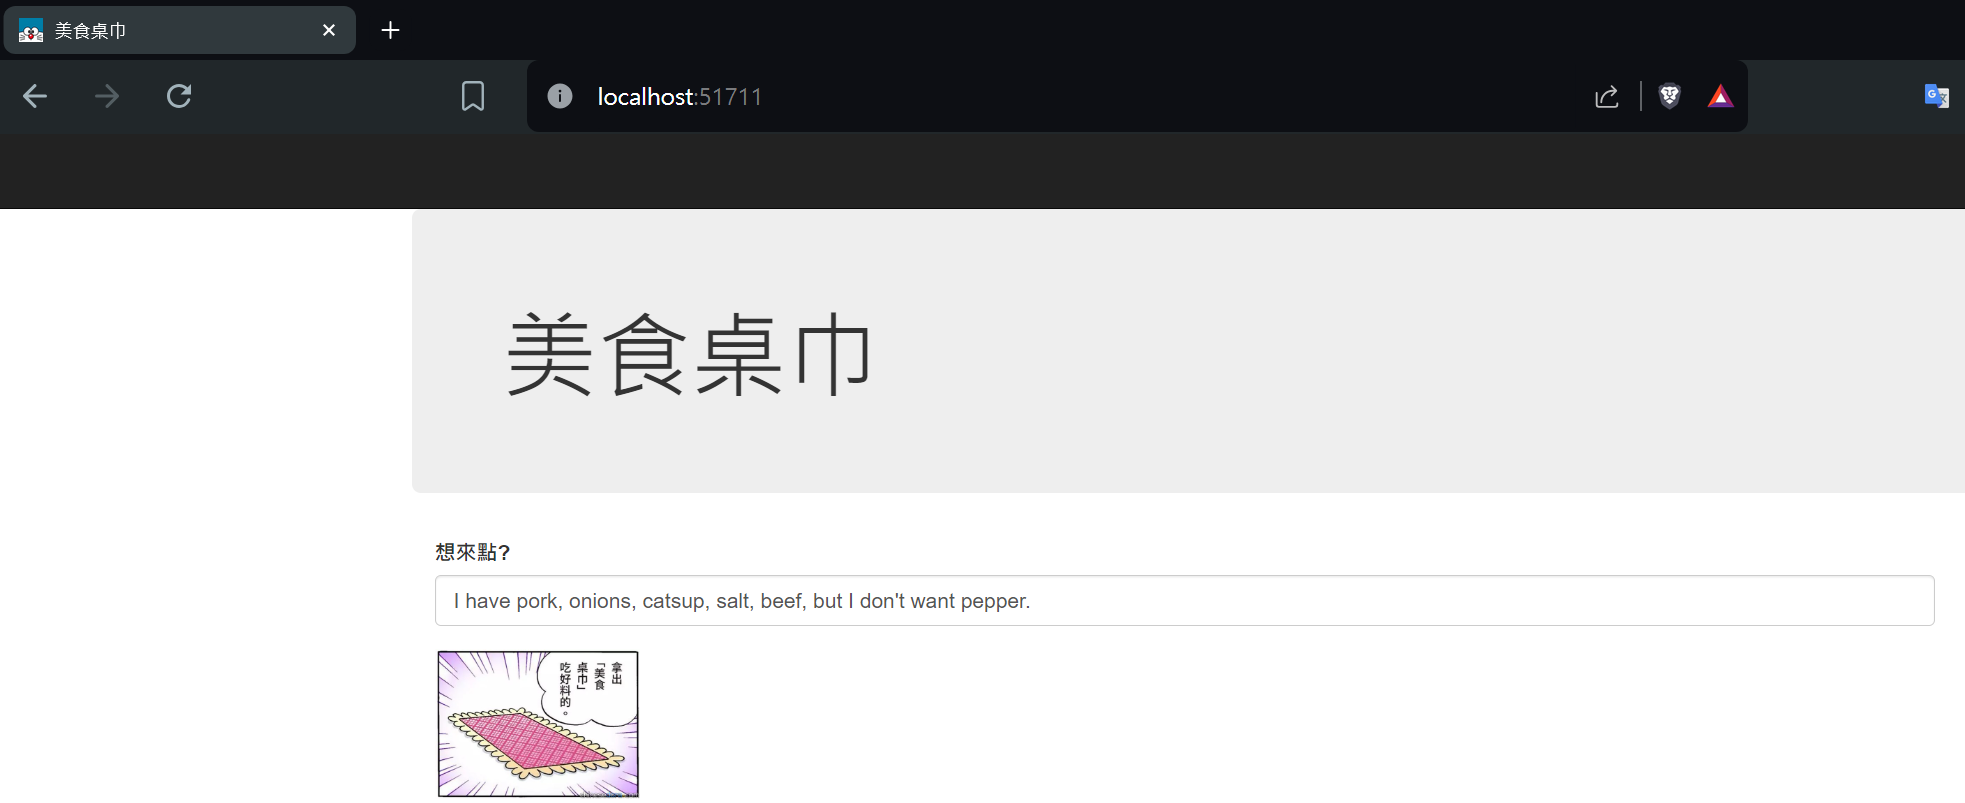 美食桌巾
localhost:51711
美食桌巾
想來點?
I have pork, onions, catsup, salt, beef, but I don't want pepper.
拿出
「美食
桌巾」
吃好料的。